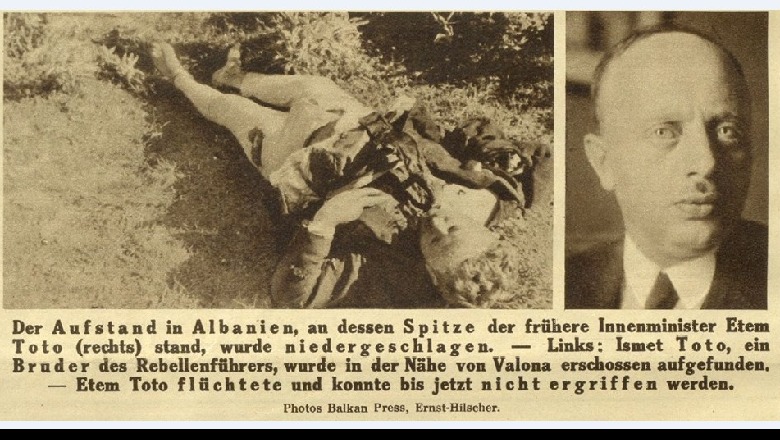 Der Aufstand in Albanien, an dessen Spitze der frühere Innenminister Etem
Toto (rechts) stand, wurde niedergeschlagen. — Links: Ismet Toto, ein
Bruder des Rebellenführers, wurde in der Nähe von Valona erschossen aufgefunden.
— Etem Toto flüchtete und konnte bis jetzt nicht ergriffen werden.
Photos Balkan Press, Ernst-Hilscher.